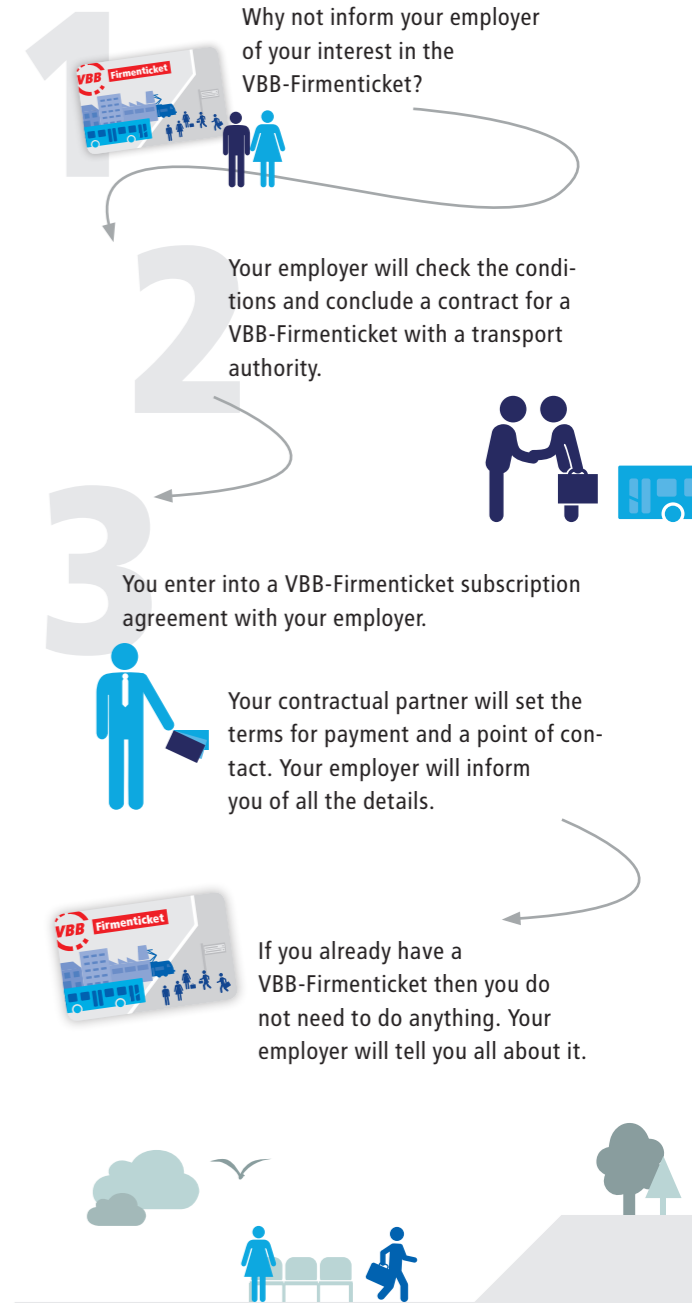 1
Why not inform your employer
of your interest in the
VBB-Firmenticket?
VBB Firmenticket
2
Your employer will check the condi-
tions and conclude a contract for a
VBB-Firmenticket with a transport
authority.
3
You enter into a VBB-Firmenticket subscription
agreement with your employer.
Your contractual partner will set the
terms for payment and a point of con-
tact. Your employer will inform
you of all the details.
VBB Firmenticket
If you already have a
VBB-Firmenticket then you do
not need to do anything. Your
employer will tell you all about it.